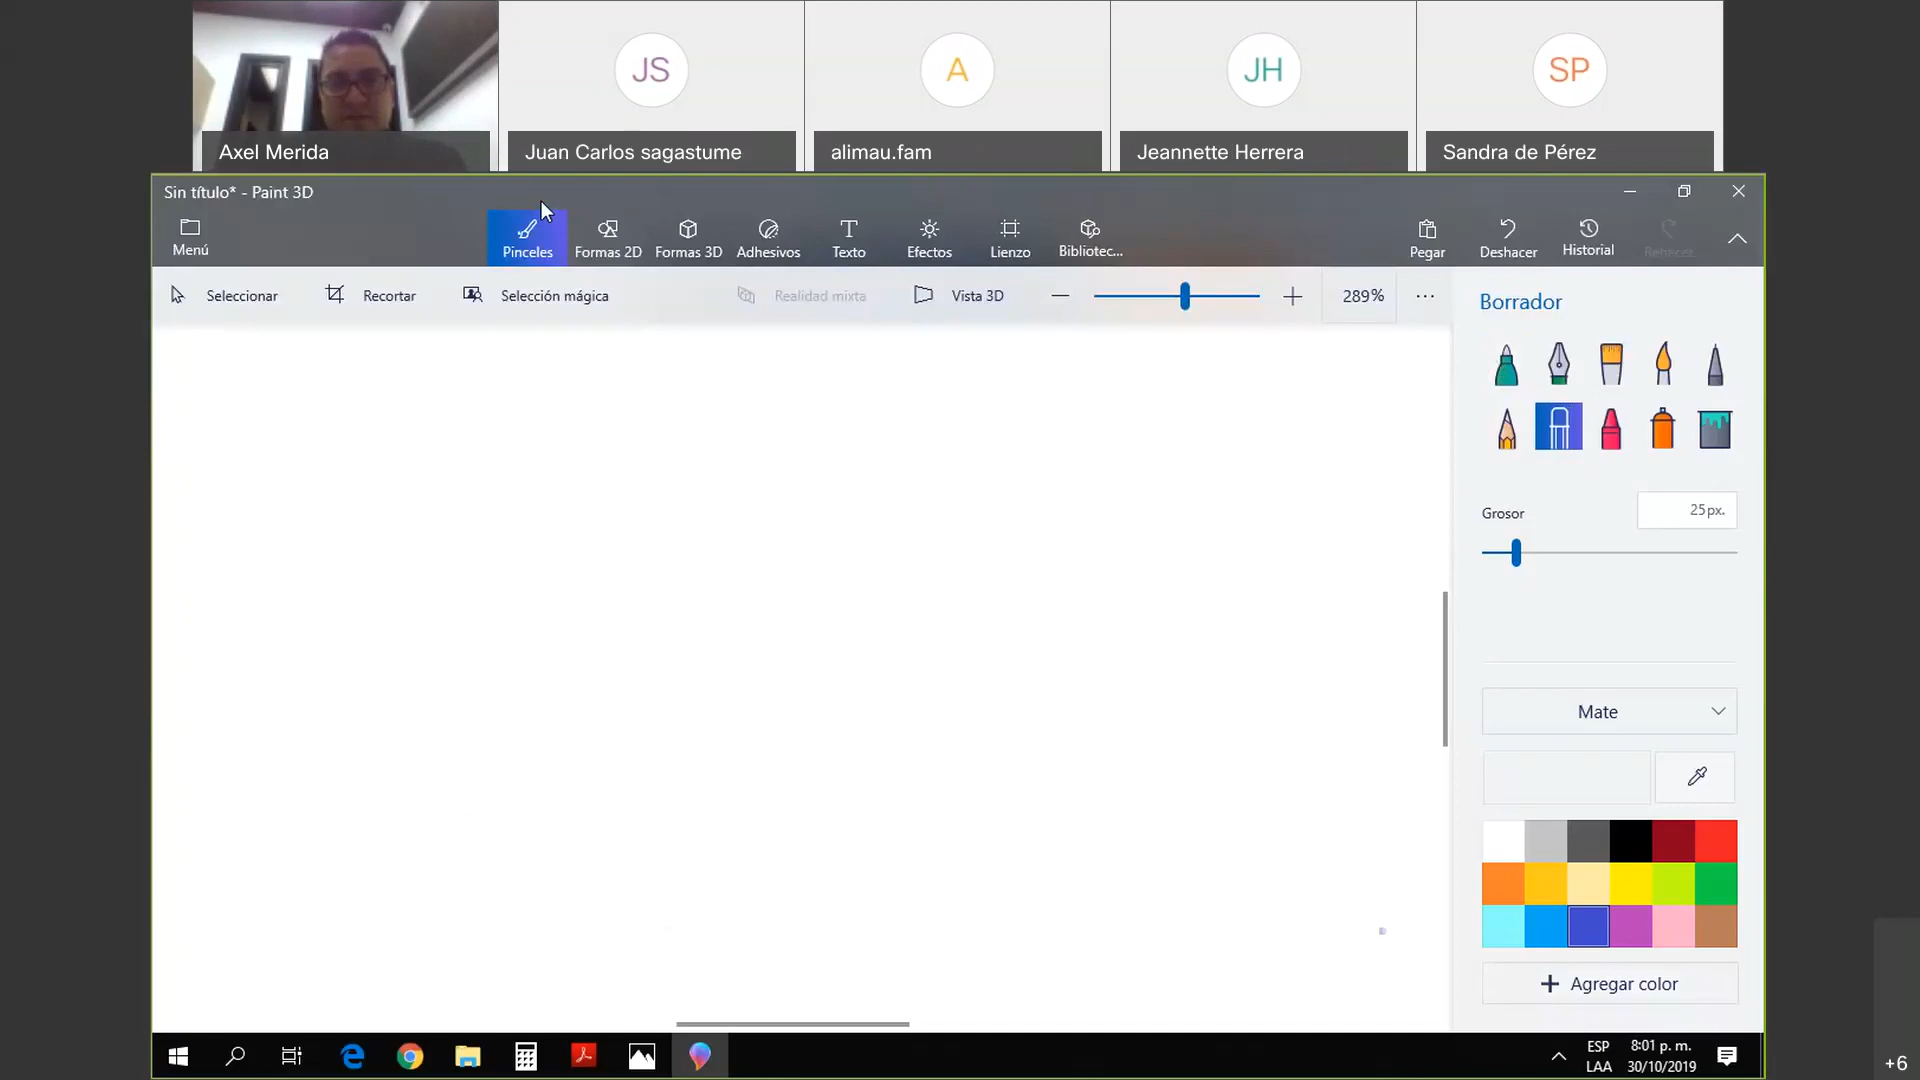 JS
A
JH
SP
Axel Merida
Juan Carlos sagastume
alimau.fam
Jeannette Herrera
Sandra de Pérez
Sin título* - Paint 3D
Menú
Pinceles
Formas 2D
Formas 3D
Adhesivos
Texto
Efectos
Lienzo
Bibliotec...
Pegar
Deshacer
Historial
Rehacer
Seleccionar
Recortar
Selección mágica
Realidad mixta
Vista 3D
289%
Borrador
Grosor
25px.
Mate
Agregar color
ESP
LAA
8:01 p. m.
30/10/2019
+6